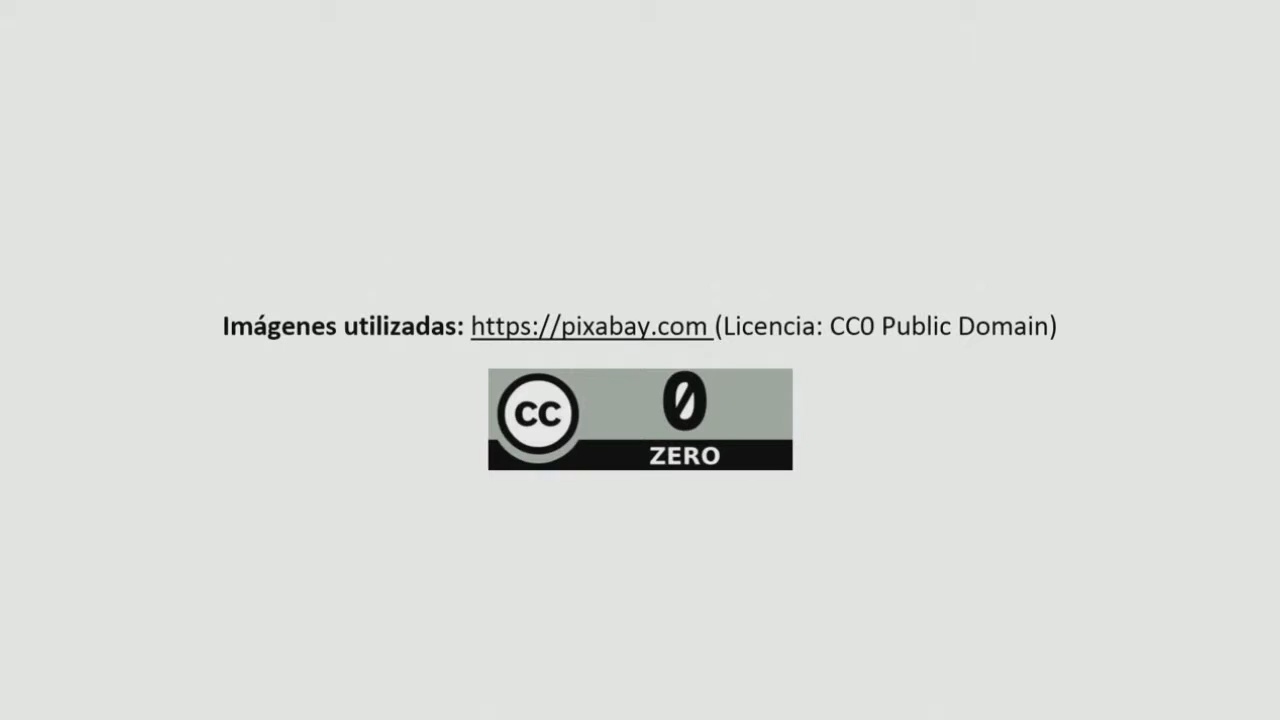 Imágenes utilizadas: https://pixabay.com (Licencia: CC0 Public Domain)
cc 0
ZERO